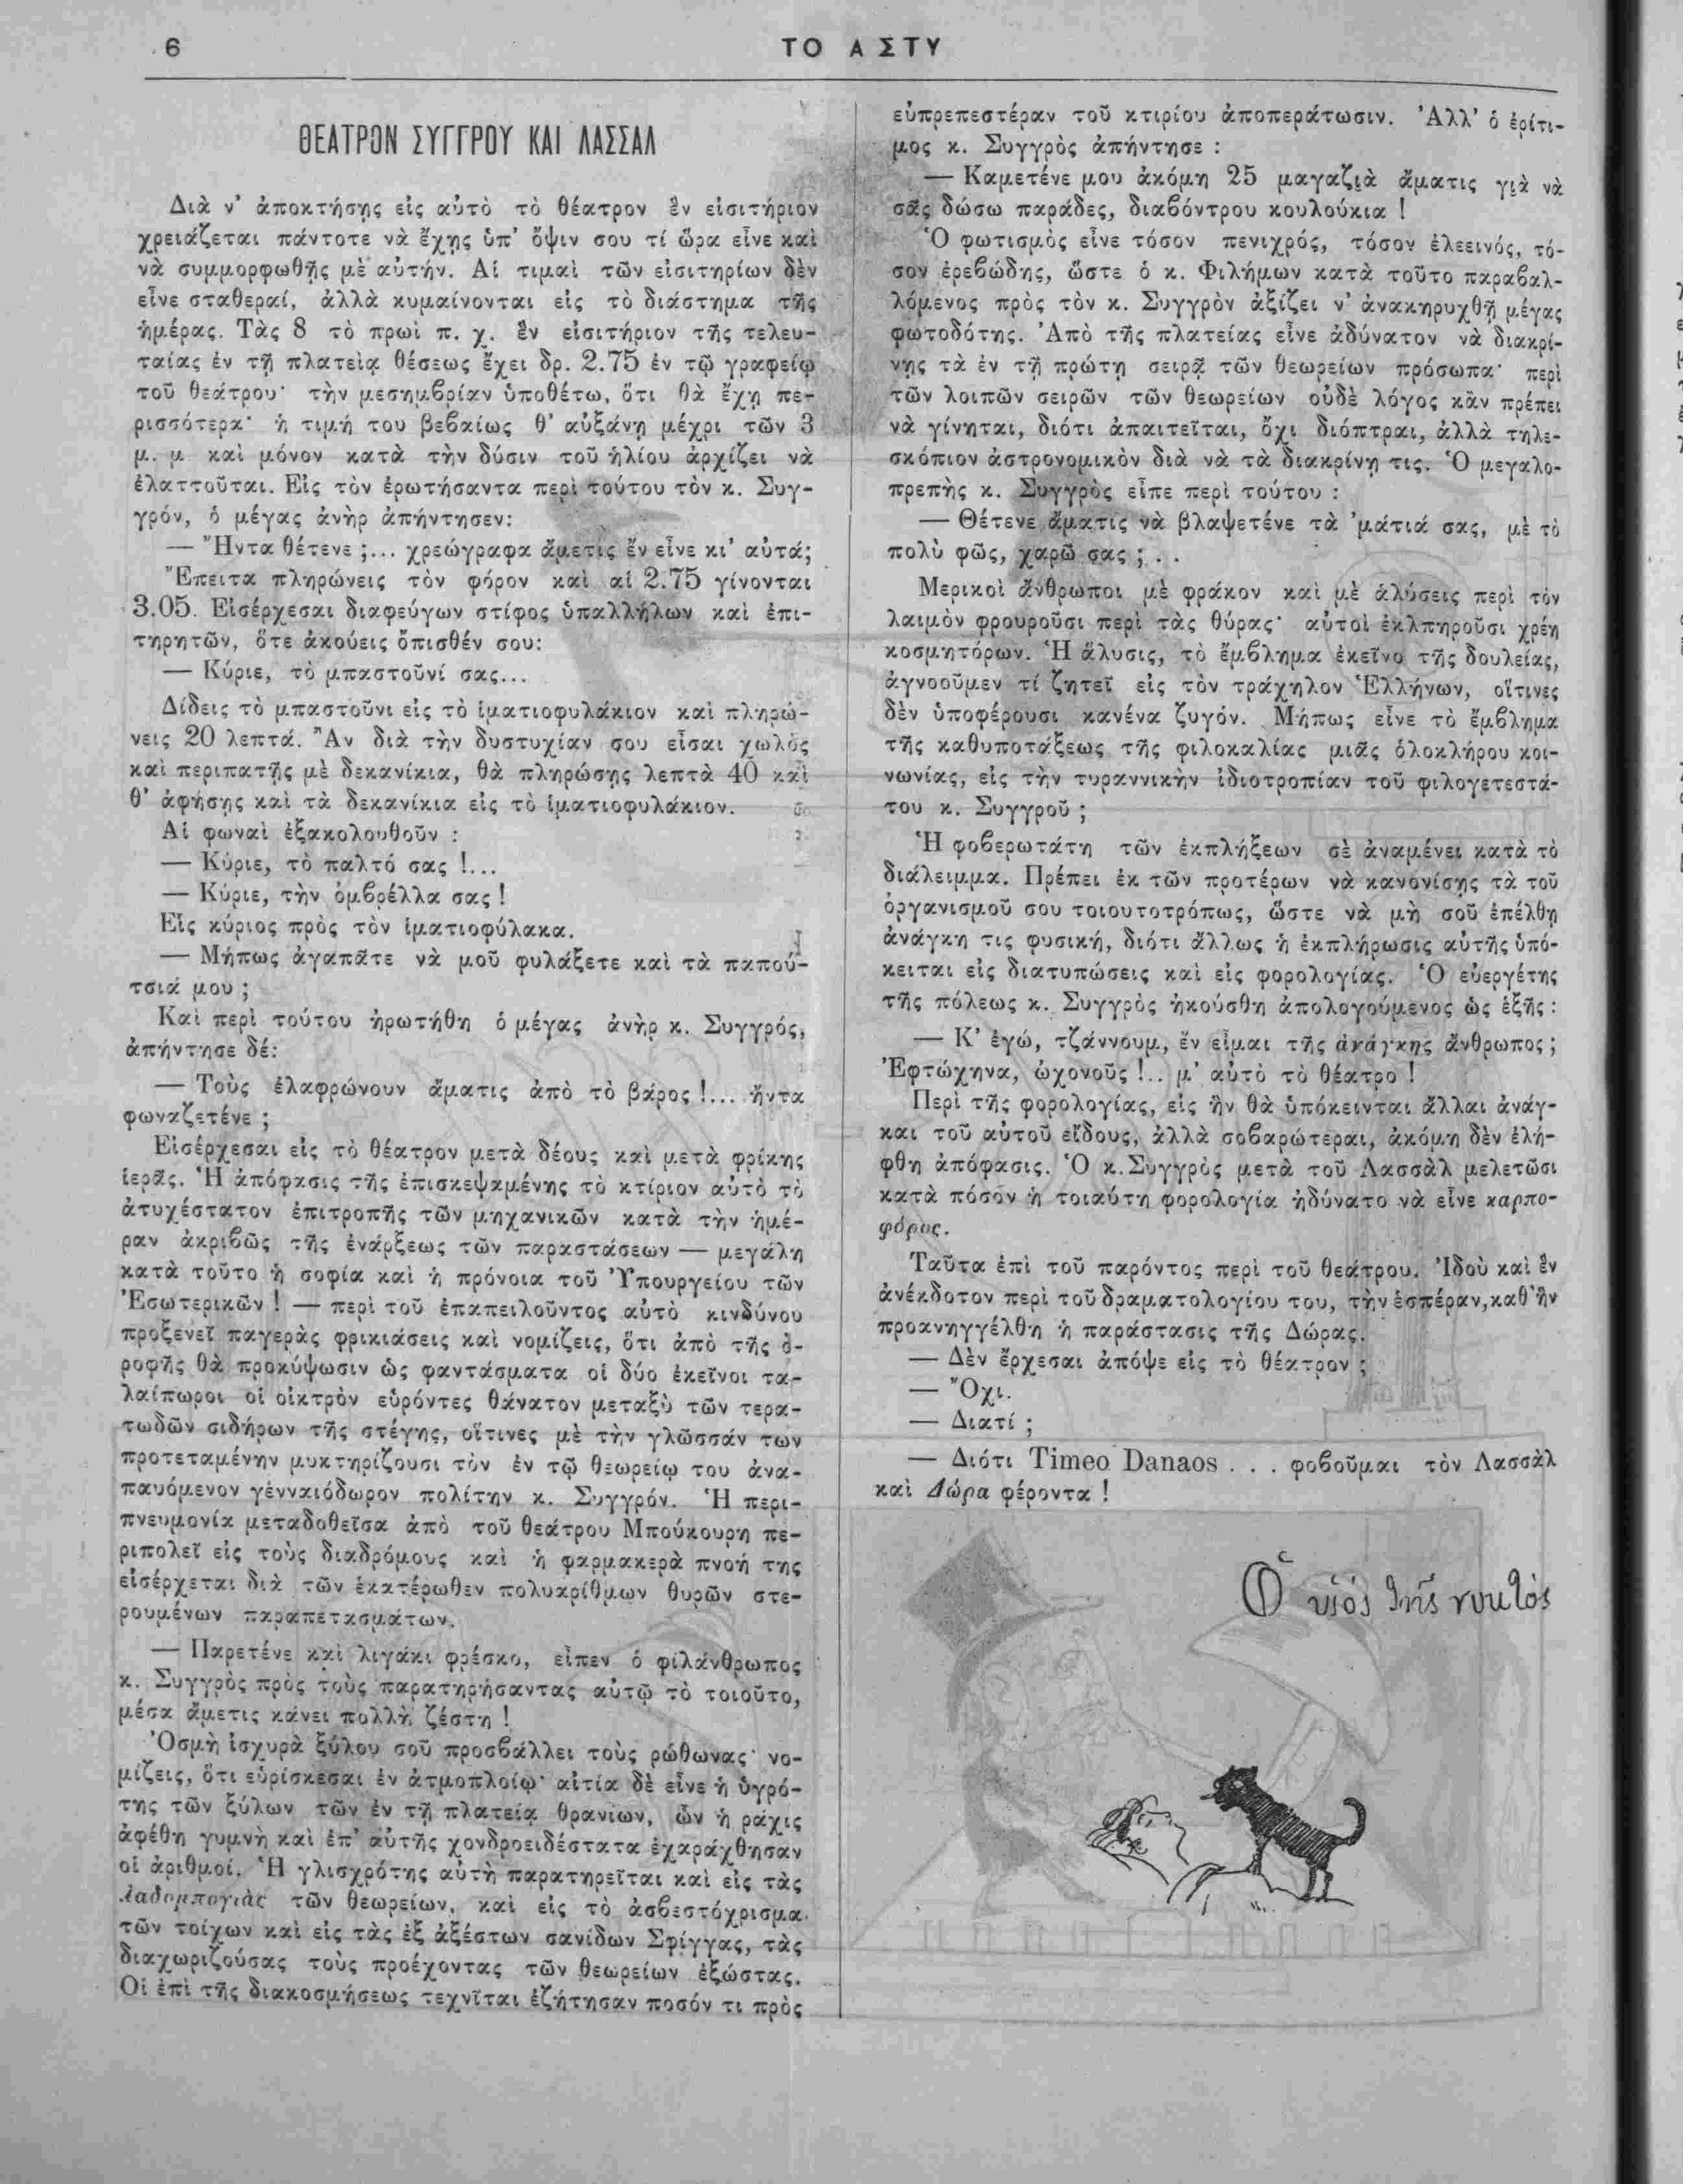 6
ΤΟ ΑΣΤΥ
ΘΕΑΤΡΟΝ ΣΥΓΓΡΟΥ ΚΑΙ ΛΑΣΣΑΛ
Διὰ ν' ἀποκτήσῃς εἰς αὐτὸ τὸ θέατρον ἓν εἰσιτήριον
χρειάζεται πάντοτε νὰ ἔχῃς ὑπ' ὄψιν σου τί ὥρα εἶνε καὶ
νὰ συμμορφωθῇς μὲ αὐτήν. Αἱ τιμαὶ τῶν εἰσιτηρίων δὲν
εἶνε σταθεραί, ἀλλὰ κυμαίνονται εἰς τὸ διάστημα τῆς
ἡμέρας. Τὰς 8 τὸ πρωὶ π. χ. ἓν εἰσιτήριον τῆς τελευ-
ταίας ἐν τῇ πλατείᾳ θέσεως ἔχει δρ. 2.75 ἐν τῷ γραφείῳ
τοῦ θεάτρου· τὴν μεσημβρίαν ὑποθέτω, ὅτι θὰ ἔχῃ πε-
ρισσότερα· ἡ τιμή του βεβαίως θ' αὐξάνῃ μέχρι τῶν 3
μ. μ καὶ μόνον κατὰ τὴν δύσιν τοῦ ἡλίου ἀρχίζει νὰ
ἐλαττοῦται. Εἰς τὸν ἐρωτήσαντα περὶ τούτου τὸν κ. Συγ-
γρόν, ὁ μέγας ἀνὴρ ἀπήντησεν:
— Ἤντα θέτενε ;... χρεώγραφα ἄμετις ἔν εἶνε κι' αὐτά;
Ἔπειτα πληρώνεις τὸν φόρον καὶ αἱ 2.75 γίνονται
3.05. Εἰσέρχεσαι διαφεύγων στίφος ὑπαλλήλων καὶ ἐπι-
τηρητῶν, ὅτε ἀκούεις ὄπισθέν σου:
— Κύριε, τὸ μπαστοῦνί σας...
Δίδεις τὸ μπαστοῦνι εἰς τὸ ἱματιοφυλάκιον καὶ πληρώ-
νεις 20 λεπτά. Ἂν διὰ τὴν δυστυχίαν σου εἶσαι χωλὸς
καὶ περιπατῇς μὲ δεκανίκια, θὰ πληρώσῃς λεπτὰ 40 καὶ
θ' ἀφήσῃς καὶ τὰ δεκανίκια εἰς τὸ ἱματιοφυλάκιον.
Αἱ φωναὶ ἐξακολουθοῦν :
— Κύριε, τὸ παλτό σας !...
— Κύριε, τὴν ὀμβρέλλα σας !
Εἷς κύριος πρὸς τὸν ἱματιοφύλακα.
— Μήπως ἀγαπᾶτε νὰ μοῦ φυλάξετε καὶ τὰ παπού-
τσιά μου ;
Καὶ περὶ τούτου ἠρωτήθη ὁ μέγας ἀνὴρ κ. Συγγρός,
ἀπήντησε δέ:
— Τοὺς ἐλαφρώνουν ἄματις ἀπὸ τὸ βάρος !... ἤντα
φωναζετένε ;
Εἰσέρχεσαι εἰς τὸ θέατρον μετὰ δέους καὶ μετὰ φρίκης
ἱερᾶς. Ἡ ἀπόφασις τῆς ἐπισκεψαμένης τὸ κτίριον αὐτὸ τὸ
ἀτυχέστατον ἐπιτροπῆς τῶν μηχανικῶν κατὰ τὴν ἡμέ-
ραν ἀκριβῶς τῆς ἐνάρξεως τῶν παραστάσεων — μεγάλη
κατὰ τοῦτο ἡ σοφία καὶ ἡ πρόνοια τοῦ Ὑπουργείου τῶν
Ἐσωτερικῶν ! — περὶ τοῦ ἐπαπειλοῦντος αὐτὸ κινδύνου
προξενεῖ παγερὰς φρικιάσεις καὶ νομίζεις, ὅτι ἀπὸ τῆς ὀ-
ροφῆς θὰ προκύψωσιν ὡς φαντάσματα οἱ δύο ἐκεῖνοι τα-
λαίπωροι οἱ οἰκτρὸν εὑρόντες θάνατον μεταξὺ τῶν τερα-
τωδῶν σιδήρων τῆς στέγης, οἵτινες μὲ τὴν γλῶσσάν των
προτεταμένην μυκτηρίζουσι τὸν ἐν τῷ θεωρείῳ του ἀνα-
παυόμενον γενναιόδωρον πολίτην κ. Συγγρόν. Ἡ περι-
πνευμονία μεταδοθεῖσα ἀπὸ τοῦ θεάτρου Μπούκουρη πε-
ριπολεῖ εἰς τοὺς διαδρόμους καὶ ἡ φαρμακερὰ πνοή της
εἰσέρχεται διὰ τῶν ἑκατέρωθεν πολυαρίθμων θυρῶν στε-
ρουμένων παραπετασμάτων.
— Παρετένε καὶ λιγάκι φρέσκο, εἶπεν ὁ φιλάνθρωπος
κ. Συγγρὸς πρὸς τοὺς παρατηρήσαντας αὐτῷ τὸ τοιοῦτο,
μέσα ἄμετις κάνει πολλὴ ζέστη !
Ὀσμὴ ἰσχυρὰ ξύλου σοῦ προσβάλλει τοὺς ρώθωνας· νο-
μίζεις, ὅτι εὑρίσκεσαι ἐν ἀτμοπλοίῳ· αἰτία δὲ εἶνε ἡ ὑγρό-
της τῶν ξύλων τῶν ἐν τῇ πλατείᾳ θρανίων, ὧν ἡ ράχις
ἀφέθη γυμνὴ καὶ ἐπ' αὐτῆς χονδροειδέστατα ἐχαράχθησαν
οἱ ἀριθμοί. Ἡ γλισχρότης αὐτὴ παρατηρεῖται καὶ εἰς τὰς
λαδομπογιὰς τῶν θεωρείων, καὶ εἰς τὸ ἀσβεστόχρισμα
τῶν τοίχων καὶ εἰς τὰς ἐξ ἀξέστων σανίδων Σφίγγας, τὰς
διαχωριζούσας τοὺς προέχοντας τῶν θεωρείων ἐξώστας.
Οἱ ἐπὶ τῆς διακοσμήσεως τεχνῖται ἐζήτησαν ποσόν τι πρὸς
εὐπρεπεστέραν τοῦ κτιρίου ἀποπεράτωσιν. Ἀλλ' ὁ ἐρίτι-
μος κ. Συγγρὸς ἀπήντησε :
— Καμετένε μου ἀκόμη 25 μαγαζιὰ ἄματις γιὰ νὰ
σᾶς δώσω παράδες, διαβόντρου κουλούκια !
Ὁ φωτισμὸς εἶνε τόσον πενιχρός, τόσον ἐλεεινός, τό-
σον ἐρεβώδης, ὥστε ὁ κ. Φιλήμων κατὰ τοῦτο παραβαλ-
λόμενος πρὸς τὸν κ. Συγγρὸν ἀξίζει ν' ἀνακηρυχθῇ μέγας
φωτοδότης. Ἀπὸ τῆς πλατείας εἶνε ἀδύνατον νὰ διακρί-
νῃς τὰ ἐν τῇ πρώτῃ σειρᾷ τῶν θεωρείων πρόσωπα· περὶ
τῶν λοιπῶν σειρῶν τῶν θεωρείων οὐδὲ λόγος κἂν πρέπει
νὰ γίνηται, διότι ἀπαιτεῖται, ὄχι διόπτραι, ἀλλὰ τηλε-
σκόπιον ἀστρονομικὸν διὰ νὰ τὰ διακρίνῃ τις. Ὁ μεγαλο-
πρεπὴς κ. Συγγρὸς εἶπε περὶ τούτου :
— Θέτενε ἄματις νὰ βλαψετένε τὰ 'μάτιά σας, μὲ τὸ
πολὺ φῶς, χαρῶ σας ; . .
Μερικοὶ ἄνθρωποι μὲ φράκον καὶ μὲ ἁλύσεις περὶ τὸν
λαιμὸν φρουροῦσι περὶ τὰς θύρας· αὐτοὶ ἐκλπηροῦσι χρέη
κοσμητόρων. Ἡ ἅλυσις, τὸ ἔμβλημα ἐκεῖνο τῆς δουλείας,
ἀγνοοῦμεν τί ζητεῖ εἰς τὸν τράχηλον Ἑλλήνων, οἵτινες
δὲν ὑποφέρουσι κανένα ζυγόν. Μήπως εἶνε τὸ ἔμβλημα
τῆς καθυποτάξεως τῆς φιλοκαλίας μιᾶς ὁλοκλήρου κοι-
νωνίας, εἰς τὴν τυραννικὴν ἰδιοτροπίαν τοῦ φιλογετεστά-
του κ. Συγγροῦ ;
Ἡ φοβερωτάτη τῶν ἐκπλήξεων σὲ ἀναμένει κατὰ τὸ
διάλειμμα. Πρέπει ἐκ τῶν προτέρων νὰ κανονίσῃς τὰ τοῦ
ὀργανισμοῦ σου τοιουτοτρόπως, ὥστε νὰ μὴ σοῦ ἐπέλθῃ
ἀνάγκη τις φυσική, διότι ἄλλως ἡ ἐκπλήρωσις αὐτῆς ὑπό-
κειται εἰς διατυπώσεις καὶ εἰς φορολογίας. Ὁ εὐεργέτης
τῆς πόλεως κ. Συγγρὸς ἠκούσθη ἀπολογούμενος ὡς ἑξῆς :
— Κ' ἐγώ, τζάννουμ, ἔν εἶμαι τῆς ἀνάγκης ἄνθρωπος ;
Ἐφτώχηνα, ὠχονοῦς !.. μ' αὐτὸ τὸ θέατρο !
Περὶ τῆς φορολογίας, εἰς ἣν θὰ ὑπόκεινται ἄλλαι ἀνάγ-
και τοῦ αὐτοῦ εἴδους, ἀλλὰ σοβαρώτεραι, ἀκόμη δὲν ἐλή-
φθη ἀπόφασις. Ὁ κ. Συγγρὸς μετὰ τοῦ Λασσὰλ μελετῶσι
κατὰ πόσον ἡ τοιαύτη φορολογία ἠδύνατο νὰ εἶνε καρπο-
φόρος.
Ταῦτα ἐπὶ τοῦ παρόντος περὶ τοῦ θεάτρου. Ἰδοὺ καὶ ἓν
ἀνέκδοτον περὶ τοῦ δραματολογίου του, τὴν ἑσπέραν, καθ' ἣν
προανηγγέλθη ἡ παράστασις τῆς Δώρας.
— Δὲν ἔρχεσαι ἀπόψε εἰς τὸ θέατρον ;
— Ὄχι.
— Διατί ;
— Διότι Timeo Danaos . . . φοβοῦμαι τὸν Λασσὰλ
καὶ Δώρα φέροντα !
Ὁ υἱὸς τῆς νυκτὸς